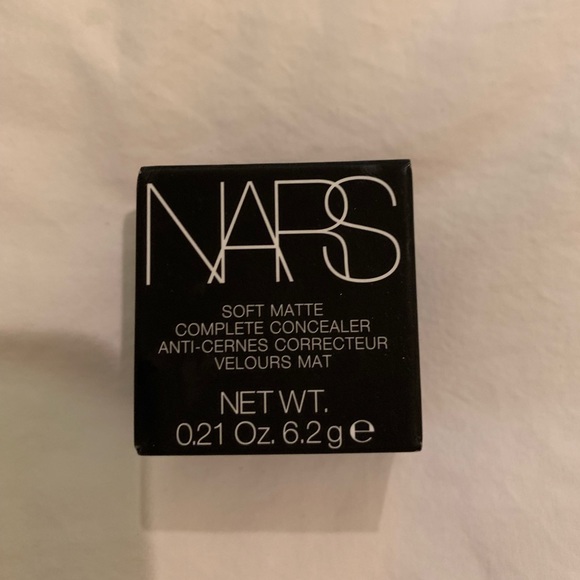 NARS
SOFT MATTE
COMPLETE CONCEALER
ANTI-CERNES CORRECTEUR
VELOURS MAT
NET WT.
0.21 Oz. 6.2 g e